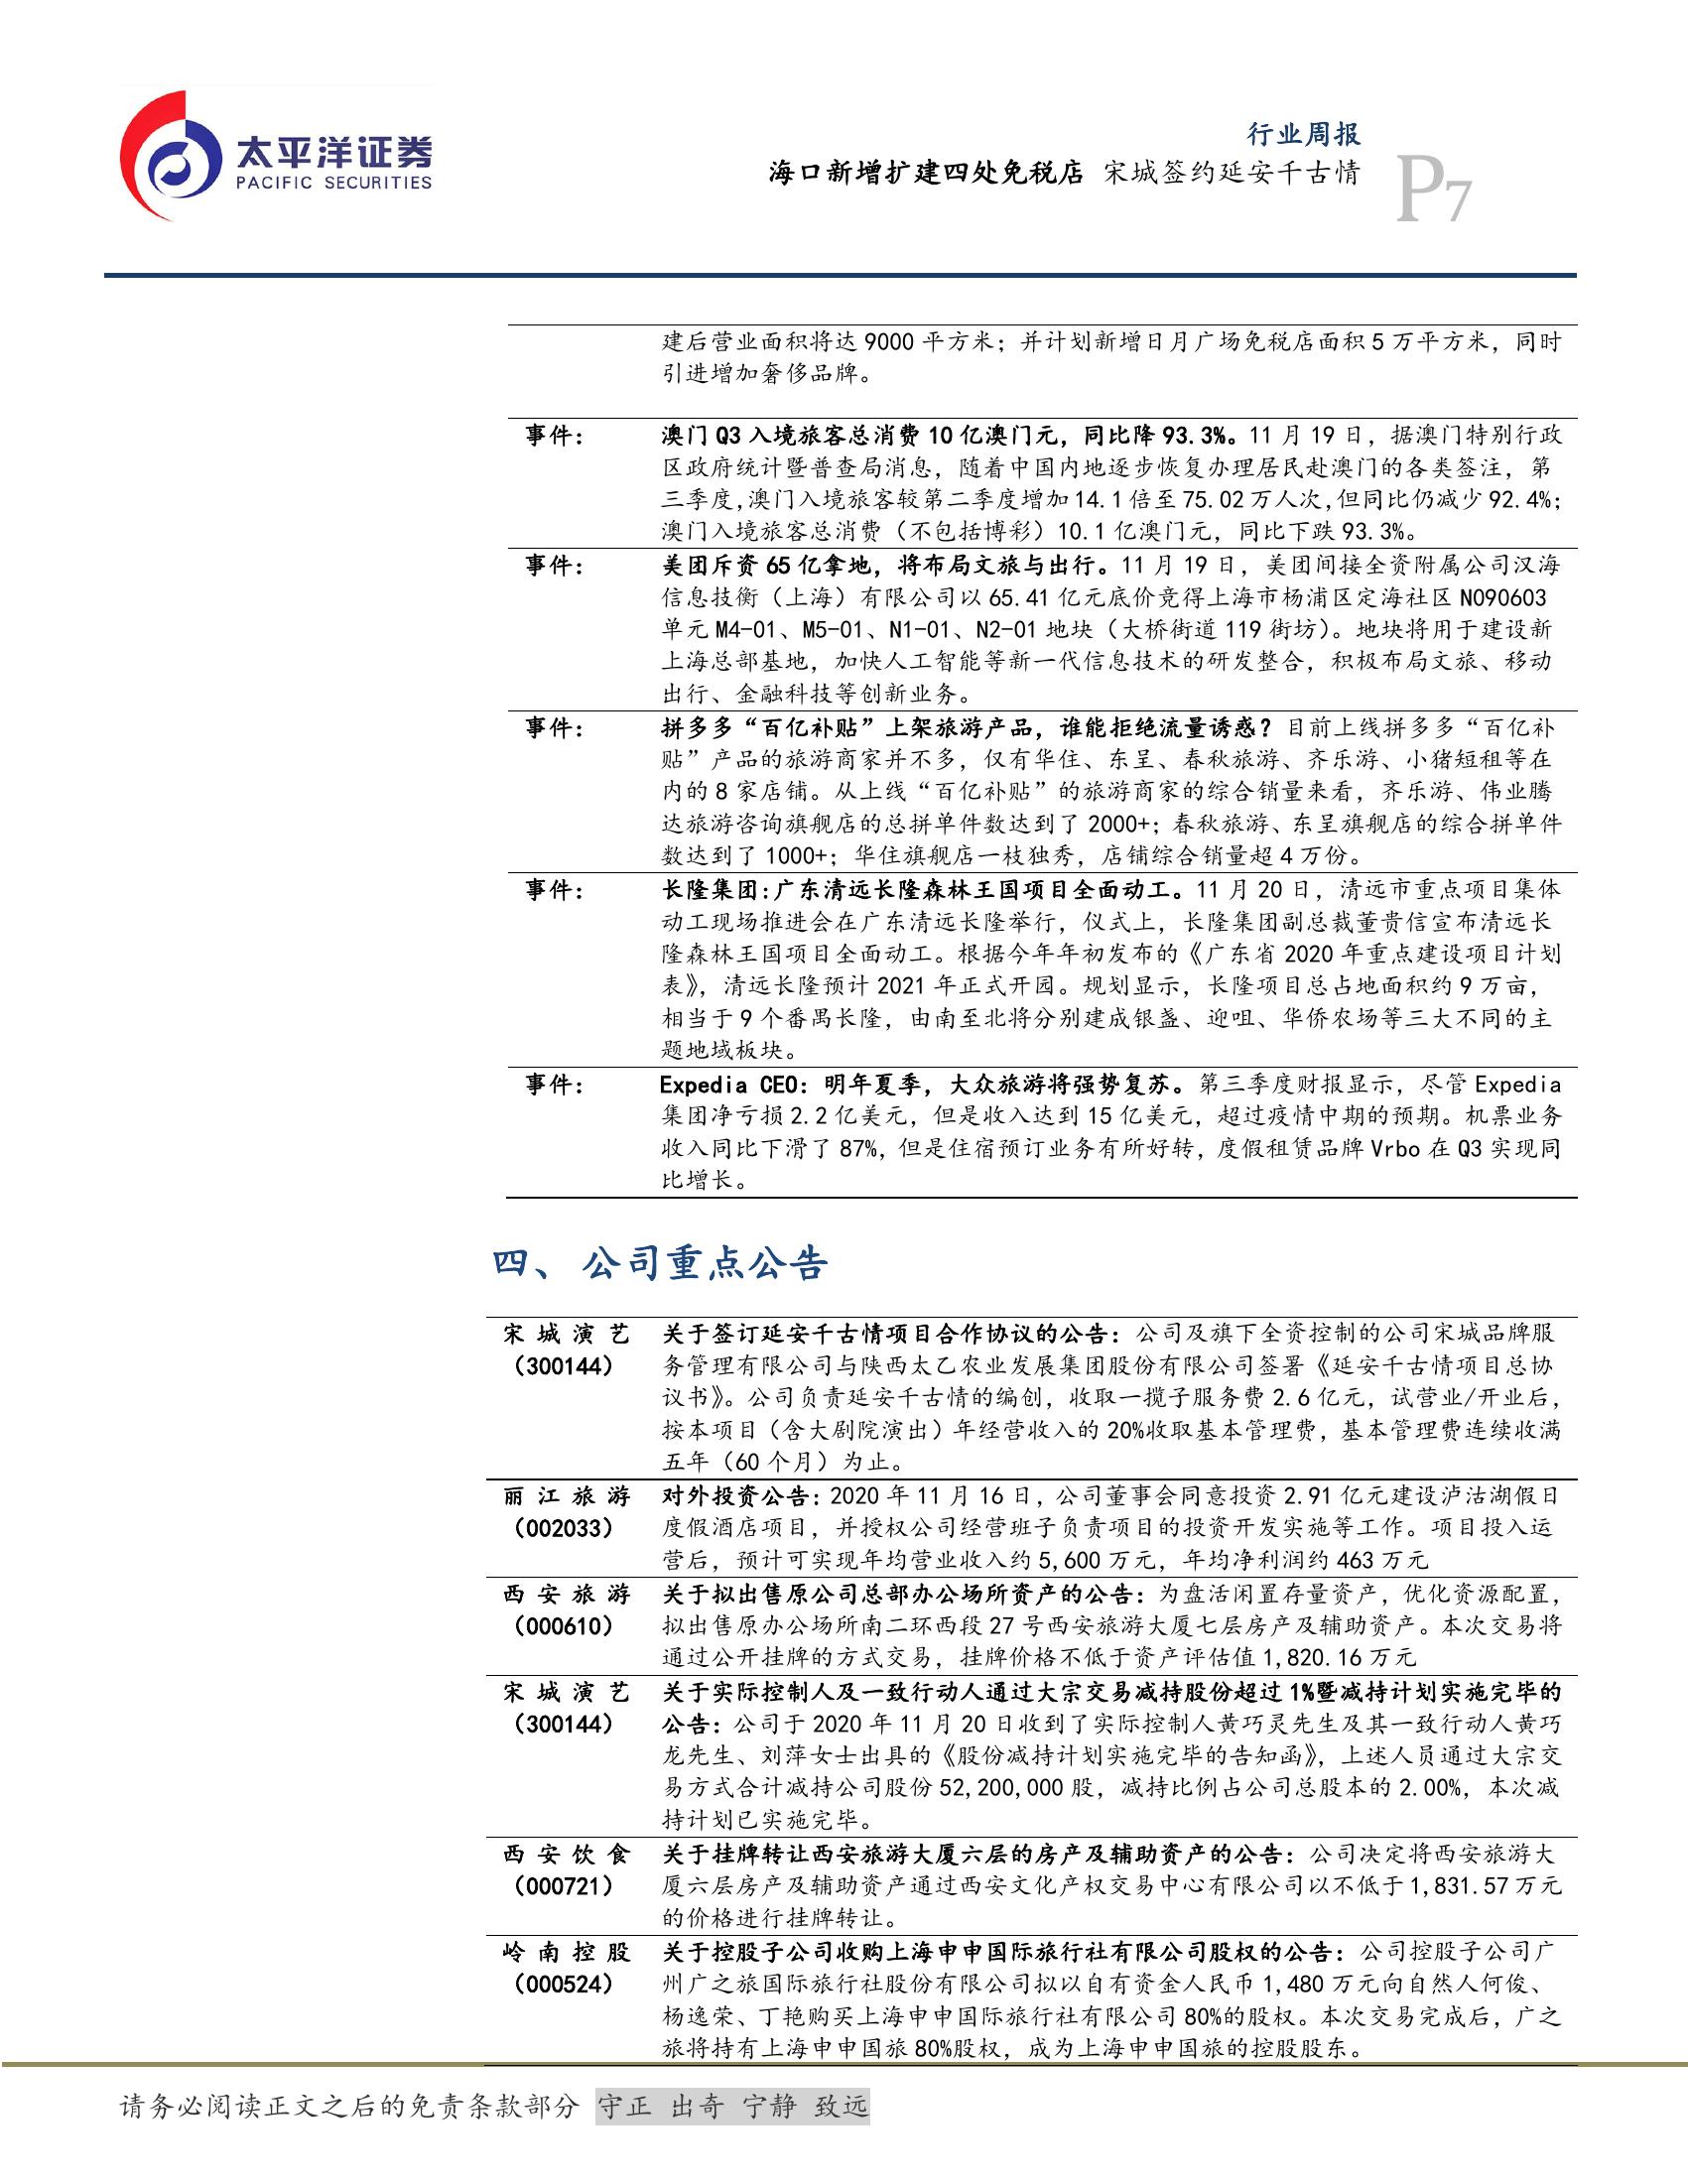 太平洋证券
PACIFIC SECURITIES
行业周报
海口新增扩建四处免税店 宋城签约延安千古情
P7
建后营业面积将达 9000 平方米；并计划新增日月广场免税店面积 5 万平方米，同时
引进增加奢侈品牌。
事件： 澳门 Q3 入境旅客总消费 10 亿澳门元，同比降 93.3%。11 月 19 日，据澳门特别行政
区政府统计暨普查局消息，随着中国内地逐步恢复办理居民赴澳门的各类签注，第
三季度，澳门入境旅客较第二季度增加 14.1 倍至 75.02 万人次，但同比仍减少 92.4%；
澳门入境旅客总消费（不包括博彩）10.1 亿澳门元，同比下跌 93.3%。
事件： 美团斥资 65 亿拿地，将布局文旅与出行。11 月 19 日，美团间接全资附属公司汉海
信息技衡（上海）有限公司以 65.41 亿元底价竞得上海市杨浦区定海社区 N090603
单元 M4-01、M5-01、N1-01、N2-01 地块（大桥街道 119 街坊）。地块将用于建设新
上海总部基地，加快人工智能等新一代信息技术的研发整合，积极布局文旅、移动
出行、金融科技等创新业务。
事件： 拼多多“百亿补贴”上架旅游产品，谁能拒绝流量诱惑？目前上线拼多多“百亿补
贴”产品的旅游商家并不多，仅有华住、东呈、春秋旅游、齐乐游、小猪短租等在
内的 8 家店铺。从上线“百亿补贴”的旅游商家的综合销量来看，齐乐游、伟业腾
达旅游咨询旗舰店的总拼单件数达到了 2000+；春秋旅游、东呈旗舰店的综合拼单件
数达到了 1000+；华住旗舰店一枝独秀，店铺综合销量超 4 万份。
事件： 长隆集团:广东清远长隆森林王国项目全面动工。11 月 20 日，清远市重点项目集体
动工现场推进会在广东清远长隆举行，仪式上，长隆集团副总裁董贵信宣布清远长
隆森林王国项目全面动工。根据今年年初发布的《广东省 2020 年重点建设项目计划
表》，清远长隆预计 2021 年正式开园。规划显示，长隆项目总占地面积约 9 万亩，
相当于 9 个番禺长隆，由南至北将分别建成银盏、迎咀、华侨农场等三大不同的主
题地域板块。
事件： Expedia CEO：明年夏季，大众旅游将强势复苏。第三季度财报显示，尽管 Expedia
集团净亏损 2.2 亿美元，但是收入达到 15 亿美元，超过疫情中期的预期。机票业务
收入同比下滑了 87%，但是住宿预订业务有所好转，度假租赁品牌 Vrbo 在 Q3 实现同
比增长。
四、 公司重点公告
宋城演艺 关于签订延安千古情项目合作协议的公告：公司及旗下全资控制的公司宋城品牌服
（300144） 务管理有限公司与陕西太乙农业发展集团股份有限公司签署《延安千古情项目总协
议书》。公司负责延安千古情的编创，收取一揽子服务费 2.6 亿元，试营业/开业后，
按本项目（含大剧院演出）年经营收入的 20%收取基本管理费，基本管理费连续收满
五年（60 个月）为止。
丽江旅游 对外投资公告：2020 年 11 月 16 日，公司董事会同意投资 2.91 亿元建设泸沽湖假日
（002033） 度假酒店项目，并授权公司经营班子负责项目的投资开发实施等工作。项目投入运
营后，预计可实现年均营业收入约 5,600 万元，年均净利润约 463 万元
西安旅游 关于拟出售原公司总部办公场所资产的公告：为盘活闲置存量资产，优化资源配置，
（000610） 拟出售原办公场所南二环西段 27 号西安旅游大厦七层房产及辅助资产。本次交易将
通过公开挂牌的方式交易，挂牌价格不低于资产评估值 1,820.16 万元
宋城演艺 关于实际控制人及一致行动人通过大宗交易减持股份超过 1%暨减持计划实施完毕的
（300144） 公告：公司于 2020 年 11 月 20 日收到了实际控制人黄巧灵先生及其一致行动人黄巧
龙先生、刘萍女士出具的《股份减持计划实施完毕的告知函》，上述人员通过大宗交
易方式合计减持公司股份 52,200,000 股，减持比例占公司总股本的 2.00%，本次减
持计划已实施完毕。
西安饮食 关于挂牌转让西安旅游大厦六层的房产及辅助资产的公告：公司决定将西安旅游大
（000721） 厦六层房产及辅助资产通过西安文化产权交易中心有限公司以不低于 1,831.57 万元
的价格进行挂牌转让。
岭南控股 关于控股子公司收购上海申申国际旅行社有限公司股权的公告：公司控股子公司广
（000524） 州广之旅国际旅行社股份有限公司拟以自有资金人民币 1,480 万元向自然人何俊、
杨逸荣、丁艳购买上海申申国际旅行社有限公司 80%的股权。本次交易完成后，广之
旅将持有上海申申国旅 80%股权，成为上海申申国旅的控股股东。
请务必阅读正文之后的免责条款部分 守正 出奇 宁静 致远